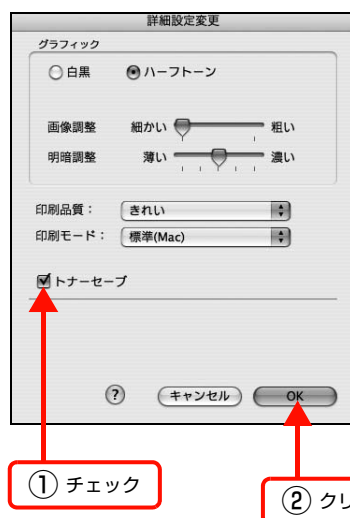 詳細設定変更
グラフィック
白黒 ハーフトーン
画像調整 細かい 粗い
明暗調整 薄い 濃い
印刷品質： きれい
印刷モード： 標準(Mac)
トナーセーブ
? キャンセル OK
① チェック
② クリ